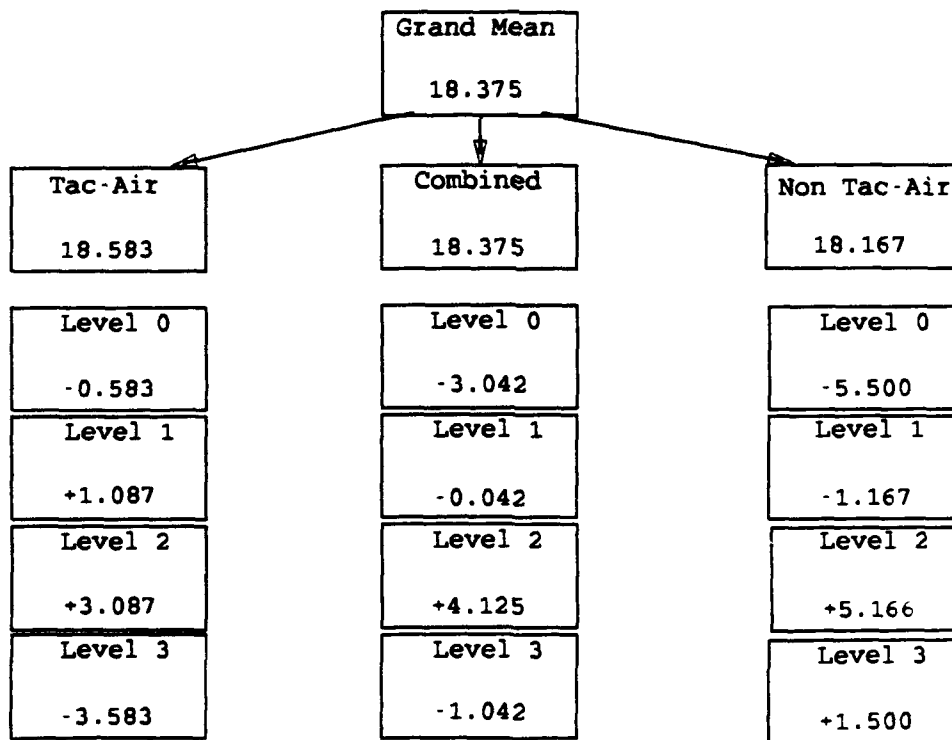 Grand Mean
18.375
Tac-Air
18.583
Combined
18.375
Non Tac-Air
18.167
Level 0
-0.583
Level 1
+1.087
Level 2
+3.087
Level 3
-3.583
Level 0
-3.042
Level 1
-0.042
Level 2
+4.125
Level 3
-1.042
Level 0
-5.500
Level 1
-1.167
Level 2
+5.166
Level 3
+1.500